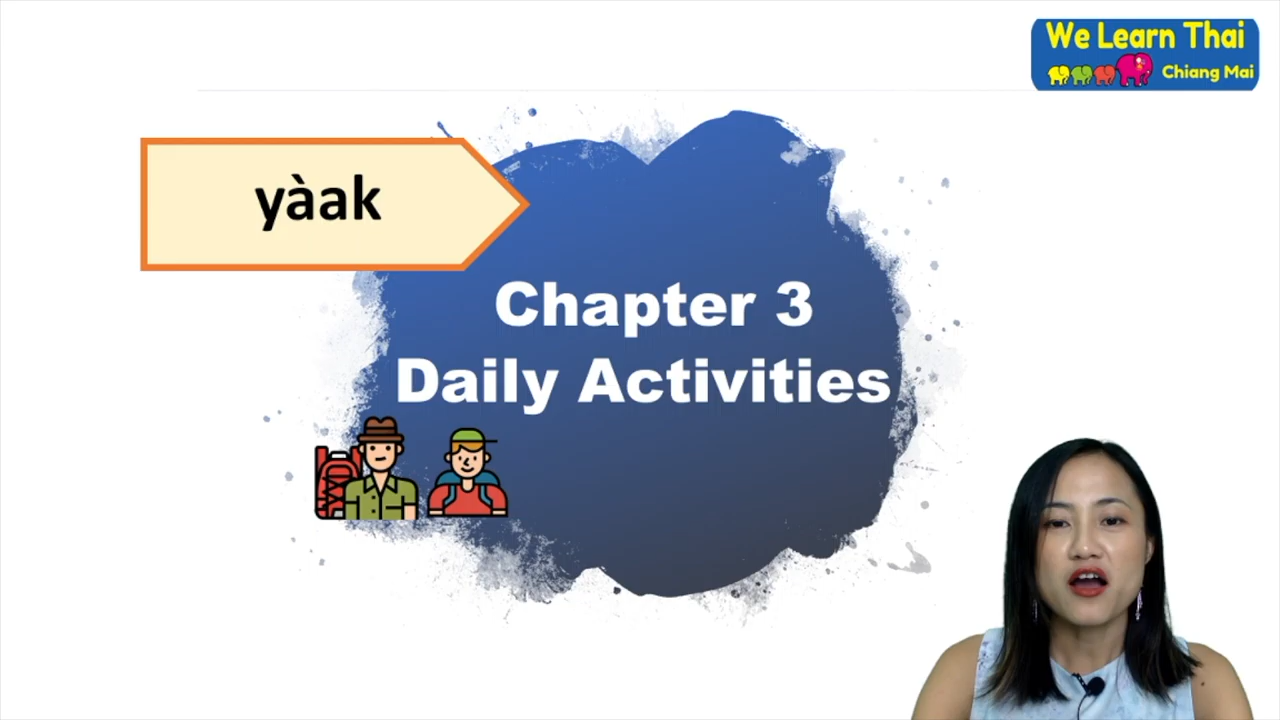 We Learn Thai
Chiang Mai
yàak
Chapter 3
Daily Activities